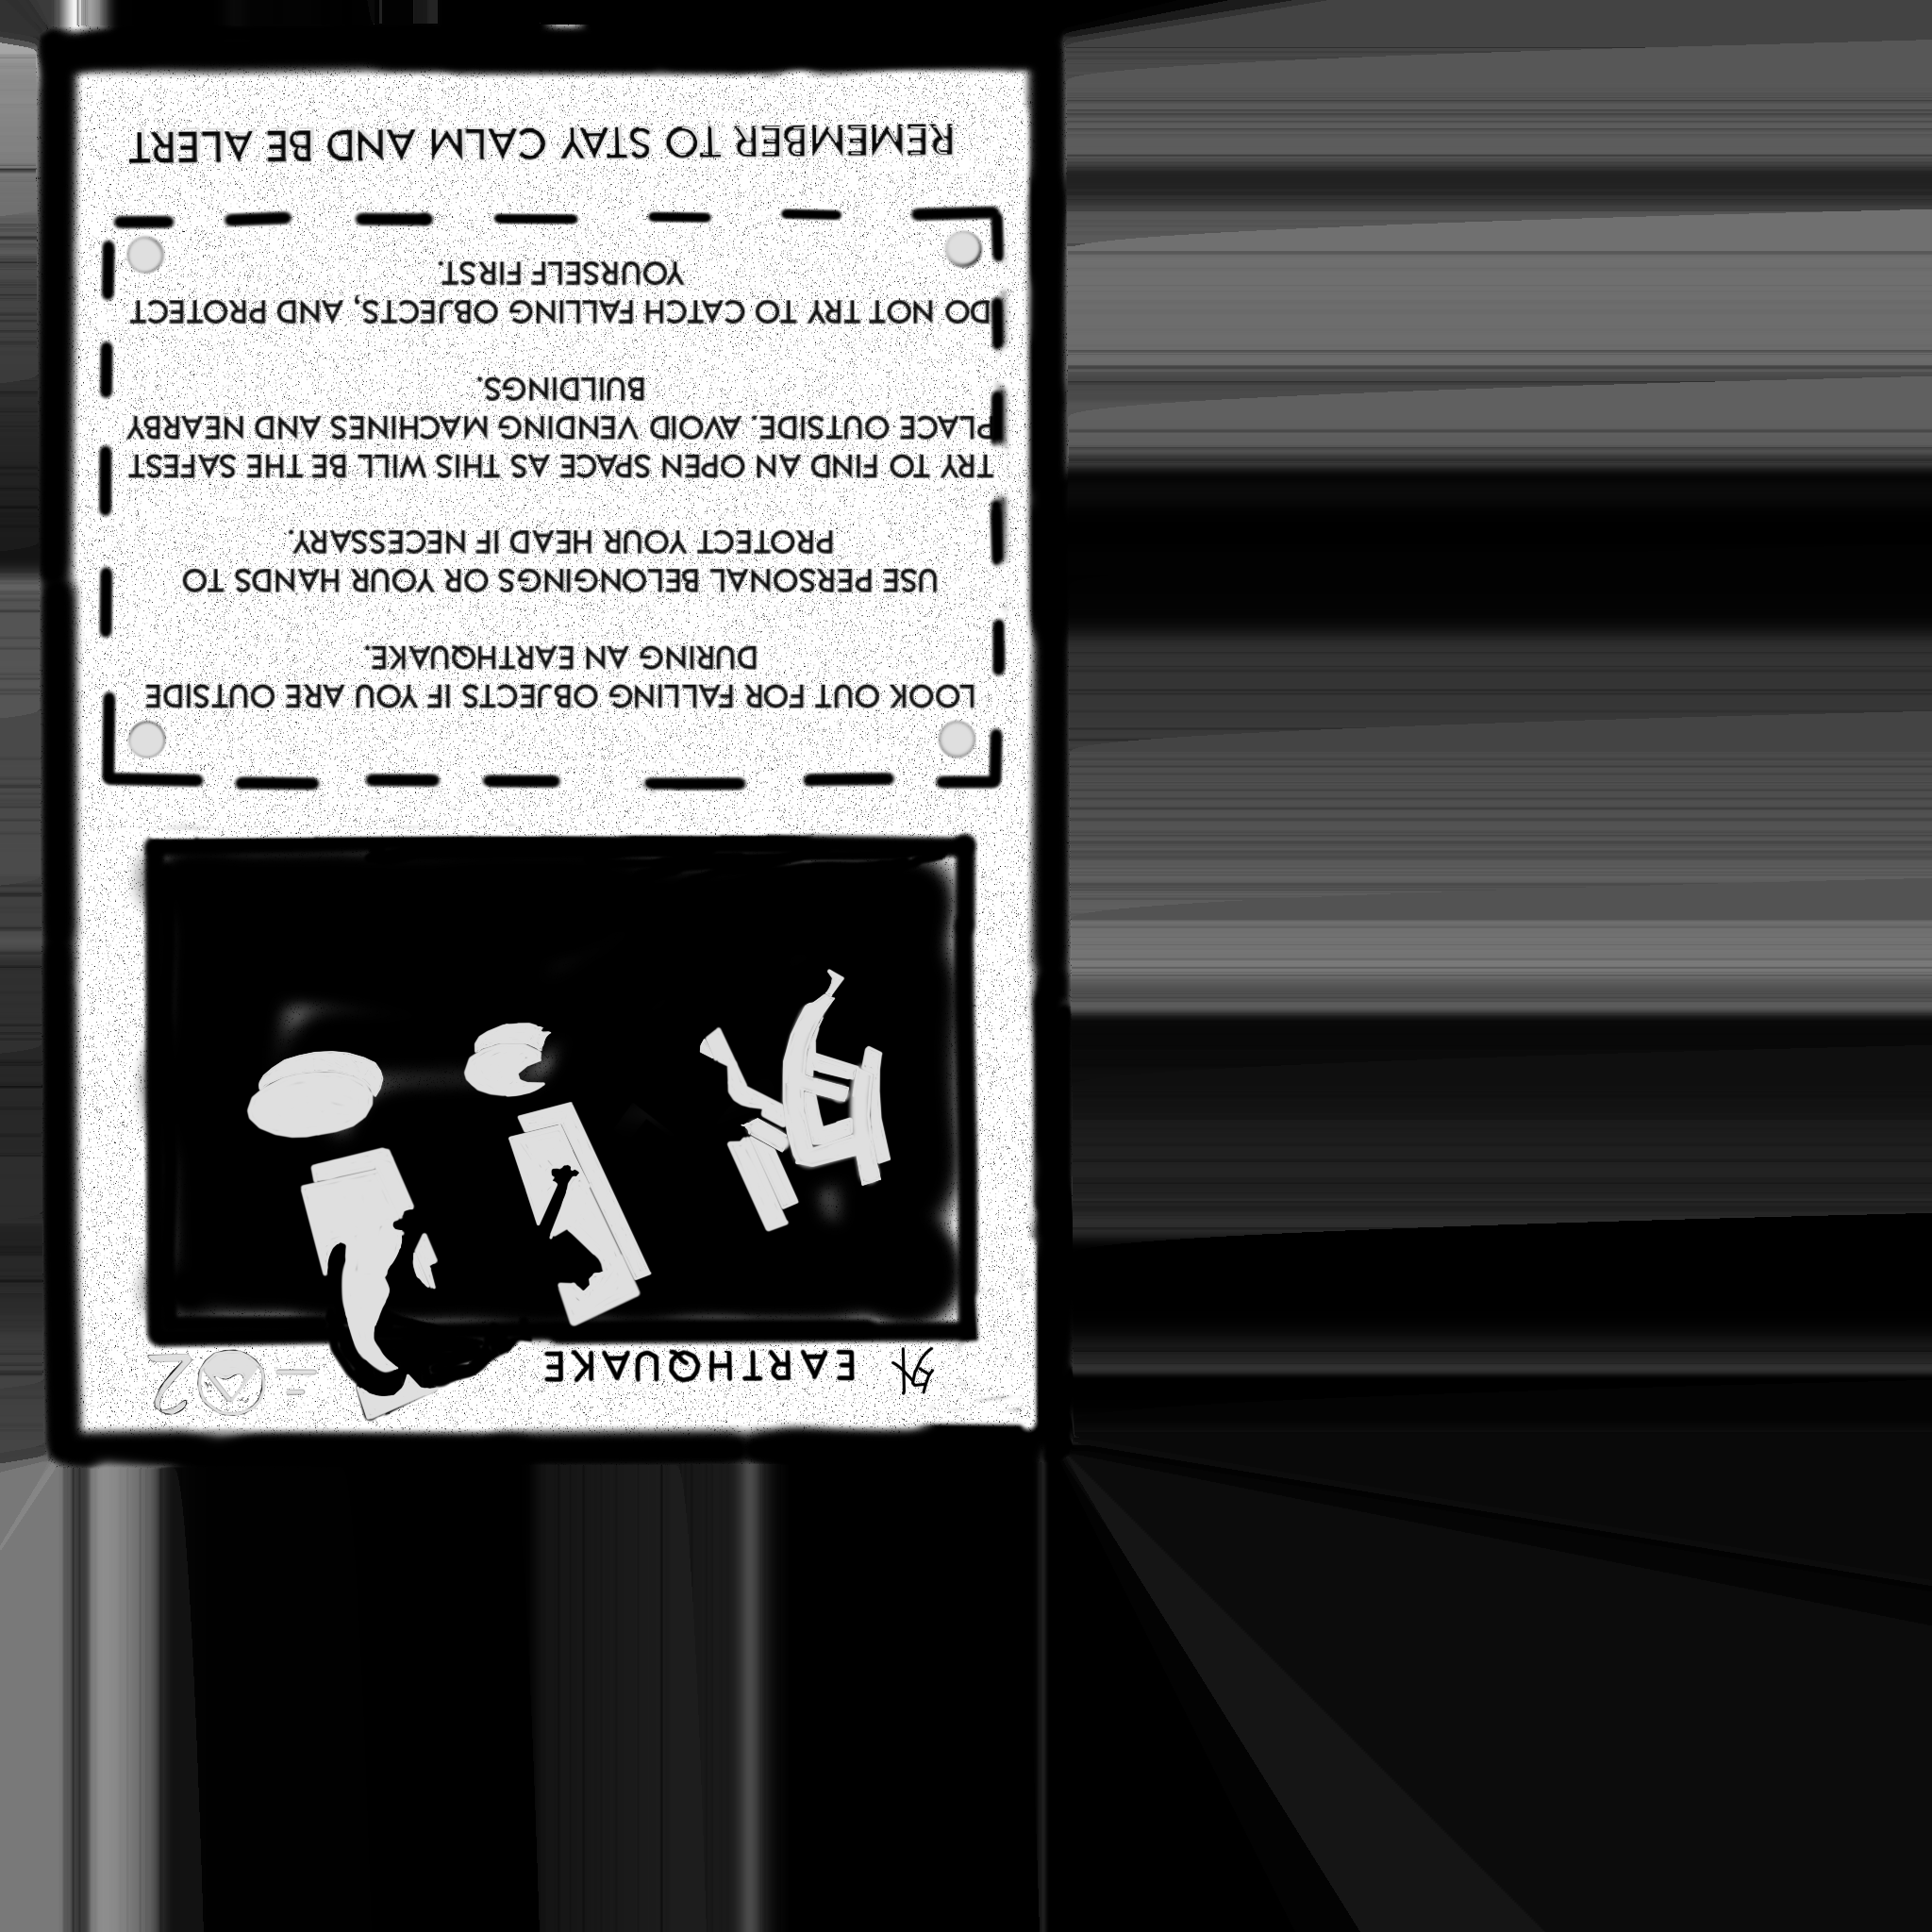 EARTHQUAKE
LOOK OUT FOR FALLING OBJECTS IF YOU ARE OUTSIDE
DURING AN EARTHQUAKE.
USE PERSONAL BELONGINGS OR YOUR HANDS TO
PROTECT YOUR HEAD IF NECESSARY.
TRY TO FIND AN OPEN SPACE AS THIS WILL BE THE SAFEST
PLACE OUTSIDE. AVOID VENDING MACHINES AND NEARBY
BUILDINGS.
DO NOT TRY TO CATCH FALLING OBJECTS, AND PROTECT
YOURSELF FIRST.
REMEMBER TO STAY CALM AND BE ALERT